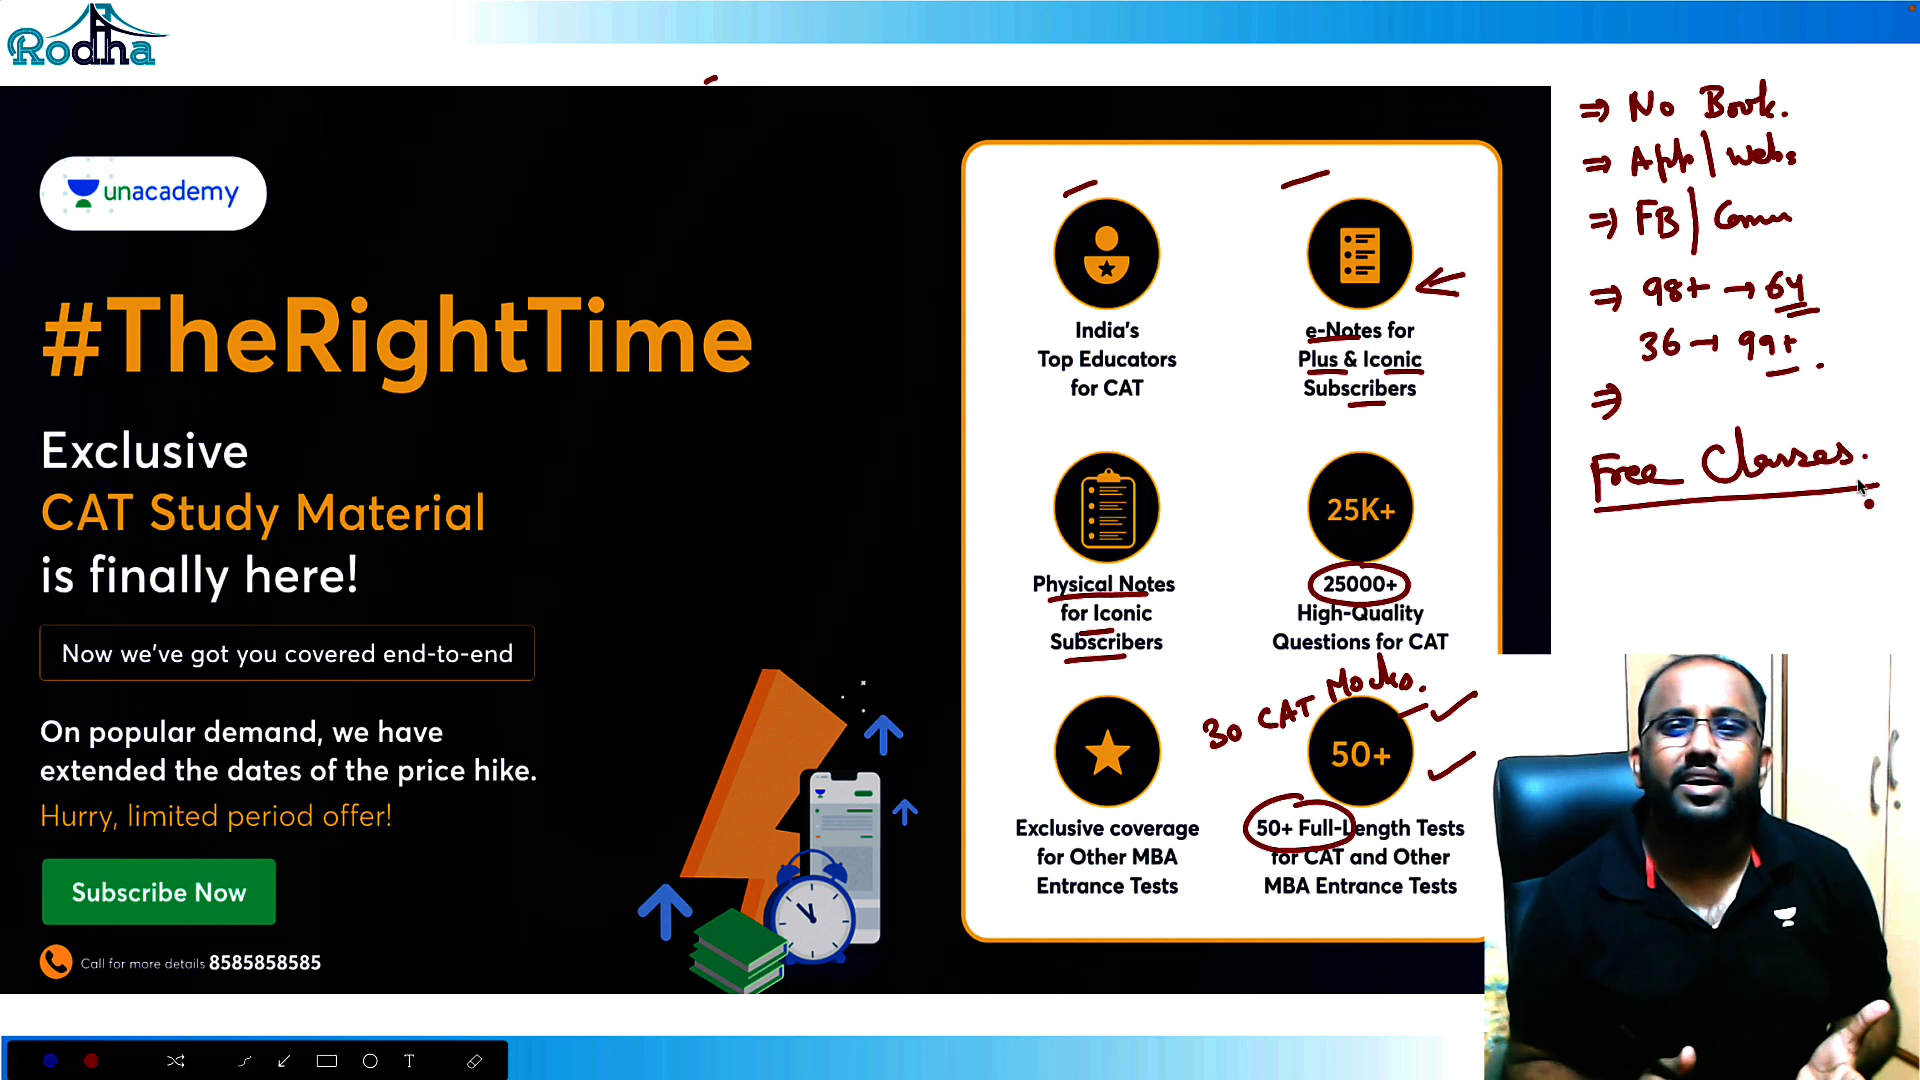 Rodha
unacademy
#TheRightTime
Exclusive
CAT Study Material
is finally here!
Now we've got you covered end-to-end
On popular demand, we have
extended the dates of the price hike.
Hurry, limited period offer!
Subscribe Now
Call for more details 8585858585
India's
Top Educators
for CAT
e-Notes for
Plus & Iconic
Subscribers
Physical Notes
for Iconic
Subscribers
25K+
25000+
High-Quality
Questions for CAT
30 CAT Mocks.
Exclusive coverage
for Other MBA
Entrance Tests
50+
50+ Full-Length Tests
for CAT and Other
MBA Entrance Tests
⇒ No Book.
⇒ App | Webs
⇒ FB | Comm
⇒ 98+ → 64
36 → 99+
⇒
Free Classes.
T